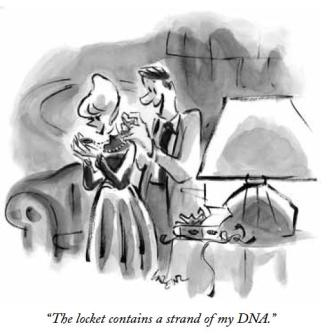 “The locket contains a strand of my DNA.”